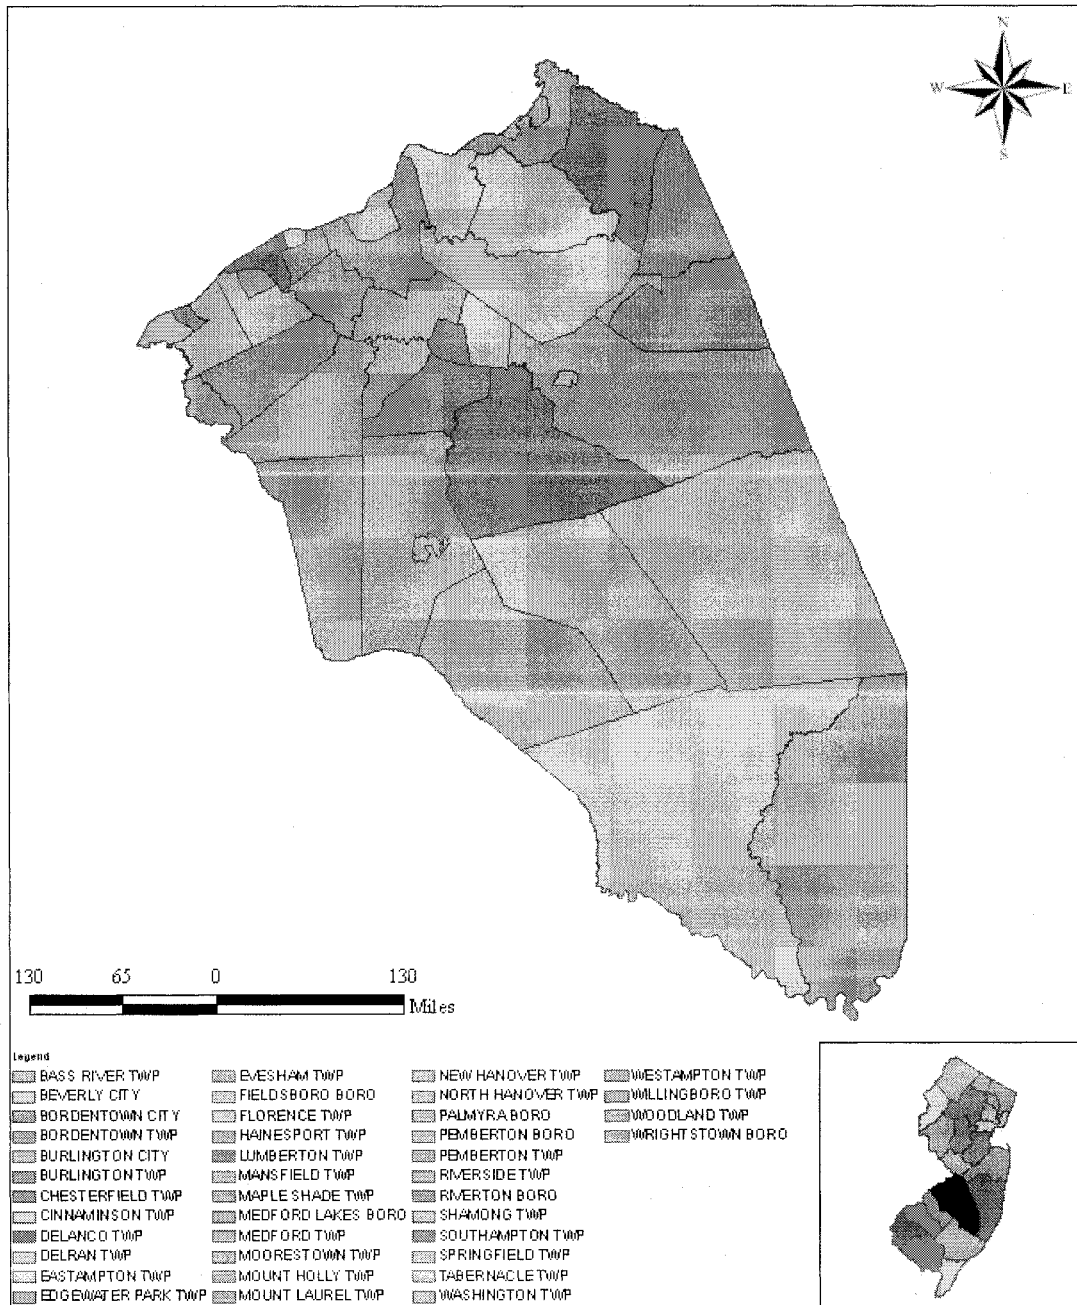 N
W E
S
130 65 0 130
Miles
Legend
BASS RIVER TWP
BEVERLY CITY
BORDENTOWN CITY
BORDENTOWN TWP
BURLINGTON CITY
BURLINGTON TWP
CHESTERFIELD TWP
CINNAMINSON TWP
DELANCO TWP
DELRAN TWP
EASTAMPTON TWP
EDGEWATER PARK TWP
EVESHAM TWP
FIELDSBORO BORO
FLORENCE TWP
HAINESPORT TWP
LUMBERTON TWP
MANSFIELD TWP
MAPLE SHADE TWP
MEDFORD LAKES BORO
MEDFORD TWP
MOORESTOWN TWP
MOUNT HOLLY TWP
MOUNT LAUREL TWP
NEW HANOVER TWP
NORTH HANOVER TWP
PALMYRA BORO
PEMBERTON BORO
PEMBERTON TWP
RIVERSIDE TWP
RIVERTON BORO
SHAMONG TWP
SOUTHAMPTON TWP
SPRINGFIELD TWP
TABERNACLE TWP
WASHINGTON TWP
WESTAMPTON TWP
WILLINGBORO TWP
WOODLAND TWP
WRIGHTSTOWN BORO